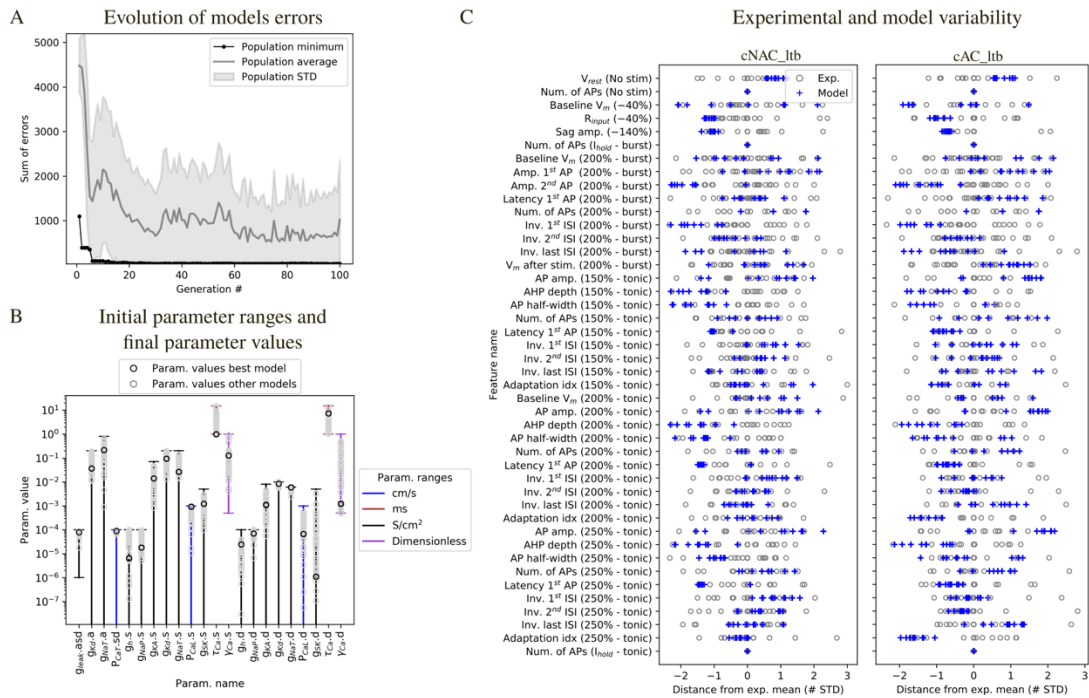 A
Evolution of models errors
5000
4000
3000
2000
1000
Sum of errors
Population minimum
Population average
Population STD
0
20
40
60
80
100
Generation #
B
Initial parameter ranges and
final parameter values
Param. values best model
Param. values other models
10¹
10⁰
10⁻¹
10⁻²
10⁻³
10⁻⁴
10⁻⁵
10⁻⁶
10⁻⁷
Param. value
g_leak.asd
g_Kd.a
g_NaT.a
P_CaT.sd
g_h.s
g_NaP.s
g_KA.s
g_Kd.s
g_NaT.s
P_CaL.s
g_SK.s
τ_Ca.s
γ_Ca.s
g_h.d
g_NaP.d
g_KA.d
g_Kd.d
g_NaT.d
P_CaL.d
g_SK.d
τ_Ca.d
γ_Ca.d
Param. name
Param. ranges
cm/s
ms
S/cm²
Dimensionless
C
Experimental and model variability
cNAC_ltb
cAC_ltb
Exp.
Model
Feature name
V_rest (No stim)
Num. of APs (No stim)
Baseline V_m (−40%)
R_input (−40%)
Sag amp. (−140%)
Num. of APs (I_hold - burst)
Baseline V_m (200% - burst)
Amp. 1ˢᵗ AP (200% - burst)
Amp. 2ⁿᵈ AP (200% - burst)
Latency 1ˢᵗ AP (200% - burst)
Num. of APs (200% - burst)
Inv. 1ˢᵗ ISI (200% - burst)
Inv. 2ⁿᵈ ISI (200% - burst)
Inv. last ISI (200% - burst)
V_m after stim. (200% - burst)
AP amp. (150% - tonic)
AHP depth (150% - tonic)
AP half-width (150% - tonic)
Num. of APs (150% - tonic)
Latency 1ˢᵗ AP (150% - tonic)
Inv. 1ˢᵗ ISI (150% - tonic)
Inv. 2ⁿᵈ ISI (150% - tonic)
Inv. last ISI (150% - tonic)
Adaptation idx (150% - tonic)
Baseline V_m (200% - tonic)
AP amp. (200% - tonic)
AHP depth (200% - tonic)
AP half-width (200% - tonic)
Num. of APs (200% - tonic)
Latency 1ˢᵗ AP (200% - tonic)
Inv. 1ˢᵗ ISI (200% - tonic)
Inv. 2ⁿᵈ ISI (200% - tonic)
Inv. last ISI (200% - tonic)
Adaptation idx (200% - tonic)
AP amp. (250% - tonic)
AHP depth (250% - tonic)
AP half-width (250% - tonic)
Num. of APs (250% - tonic)
Latency 1ˢᵗ AP (250% - tonic)
Inv. 1ˢᵗ ISI (250% - tonic)
Inv. 2ⁿᵈ ISI (250% - tonic)
Inv. last ISI (250% - tonic)
Adaptation idx (250% - tonic)
Num. of APs (I_hold - tonic)
−2 −1 0 1 2 3
Distance from exp. mean (# STD)
−2 −1 0 1 2 3
Distance from exp. mean (# STD)